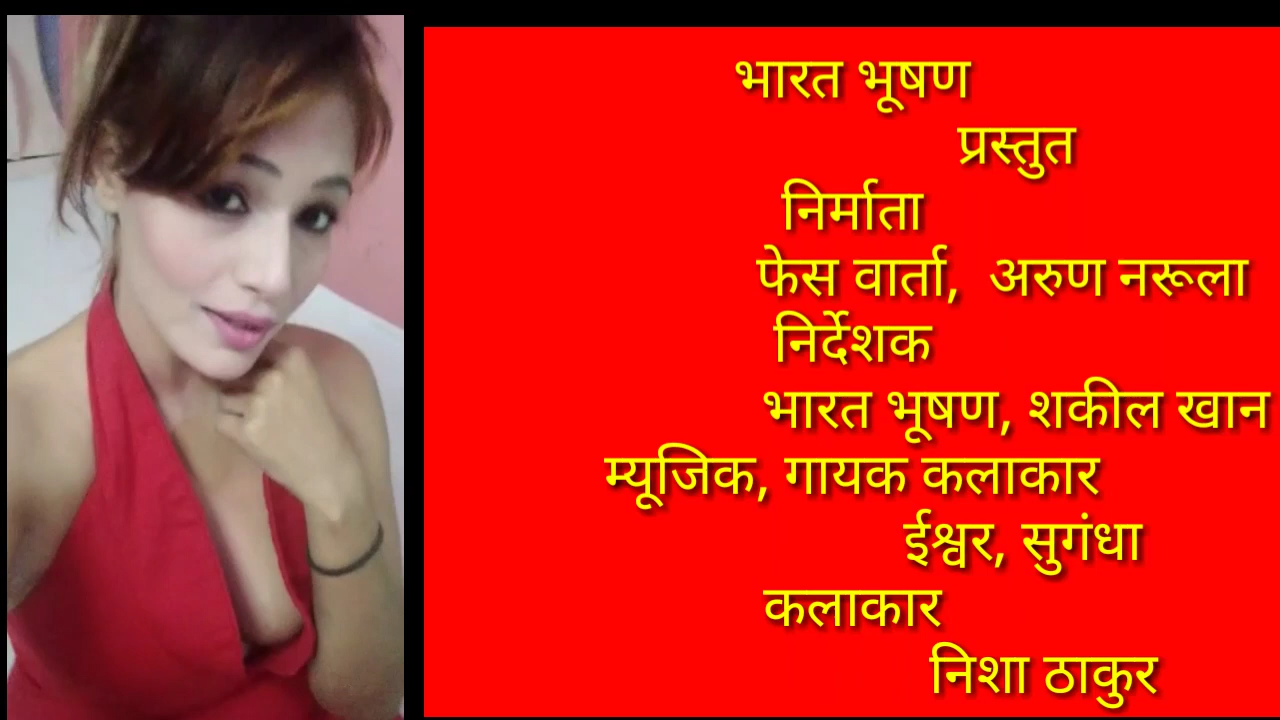 भारत भूषण
प्रस्तुत
निर्माता
फेस वार्ता, अरुण नरूला
निर्देशक
भारत भूषण, शकील खान
म्यूजिक, गायक कलाकार
ईश्वर, सुगंधा
कलाकार
निशा ठाकुर